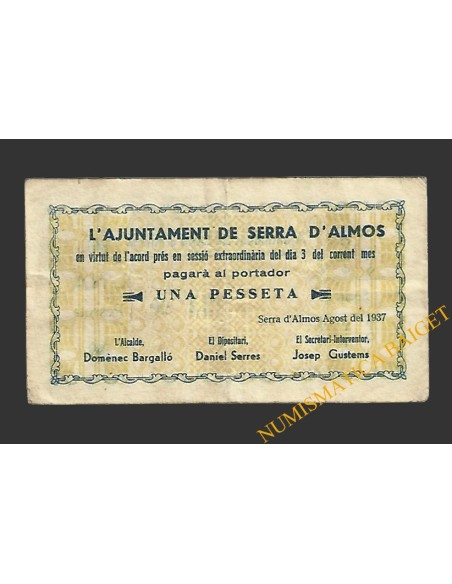 L'AJUNTAMENT DE SERRA D'ALMOS
en virtut de l'acord prés en sessió extraordinària del dia 3 del corrent mes
pagarà al portador
UNA PESSETA
Serra d'Almos Agost del 1937
L'Alcalde, El Dipositari, El Secretari-Interventor,
Domènec Bargalló Daniel Serres Josep Gustems
NUMISMATICA BAIGET